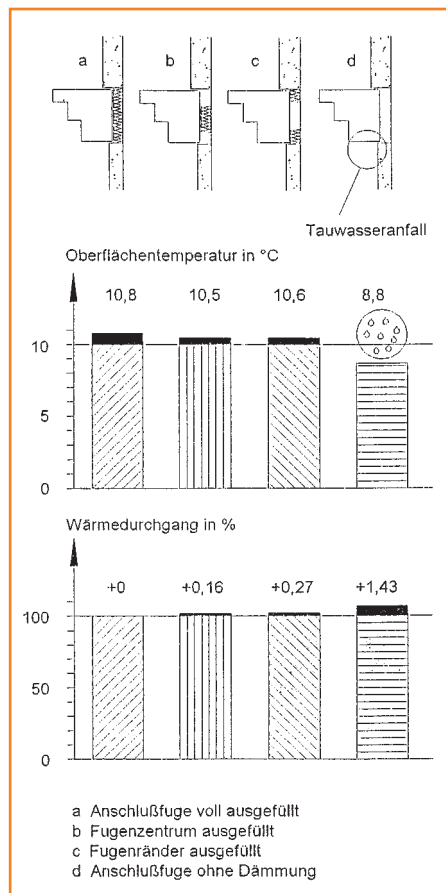 a b c d
Tauwasseranfall
Oberflächentemperatur in °C
10,8 10,5 10,6 8,8
10
5
0
Wärmedurchgang in %
+0 +0,16 +0,27 +1,43
100
50
0
a Anschlußfuge voll ausgefüllt
b Fugenzentrum ausgefüllt
c Fugenränder ausgefüllt
d Anschlußfuge ohne Dämmung